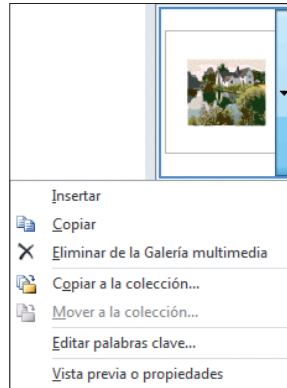 Insertar
Copiar
Eliminar de la Galería multimedia
Copiar a la colección...
Mover a la colección...
Editar palabras clave...
Vista previa o propiedades